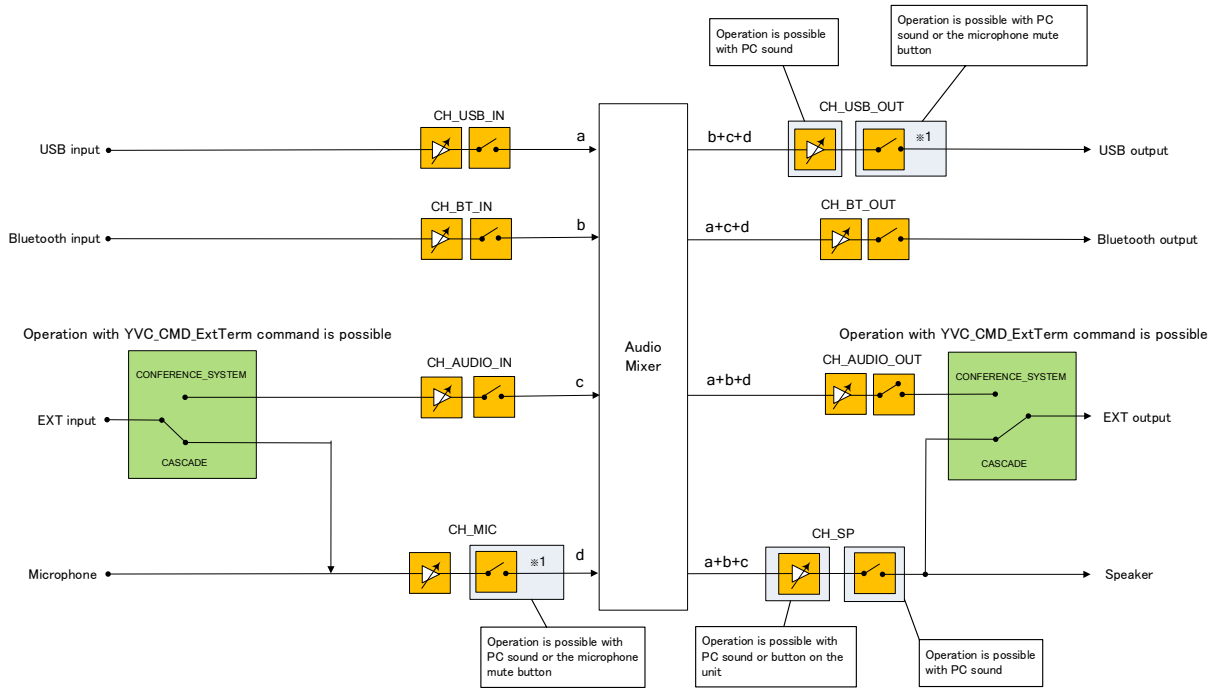 Operation is possible
with PC sound
Operation is possible with PC
sound or the microphone mute
button
CH_USB_IN
CH_USB_OUT
USB input
a
b+c+d
※1
USB output
CH_BT_IN
CH_BT_OUT
Bluetooth input
b
a+c+d
Bluetooth output
Operation with YVC_CMD_ExtTerm command is possible
Operation with YVC_CMD_ExtTerm command is possible
Audio
Mixer
CONFERENCE_SYSTEM
CH_AUDIO_IN
CH_AUDIO_OUT
CONFERENCE_SYSTEM
c
a+b+d
EXT input
EXT output
CASCADE
CASCADE
CH_MIC
CH_SP
Microphone
※1
d
a+b+c
Speaker
Operation is possible with
PC sound or the microphone
mute button
Operation is possible with
PC sound or button on the
unit
Operation is possible
with PC sound